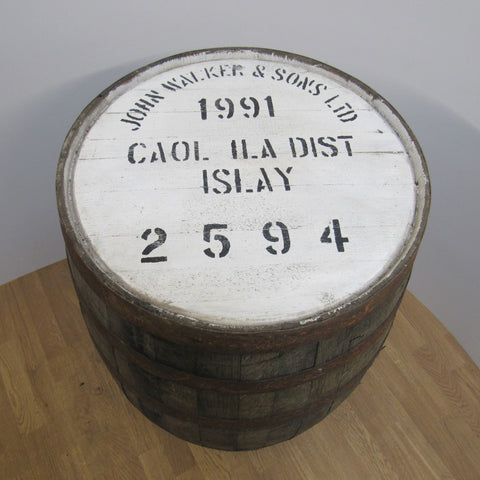 JOHN WALKER & SONS LTD
1991
CAOL ILA DIST
ISLAY
2594